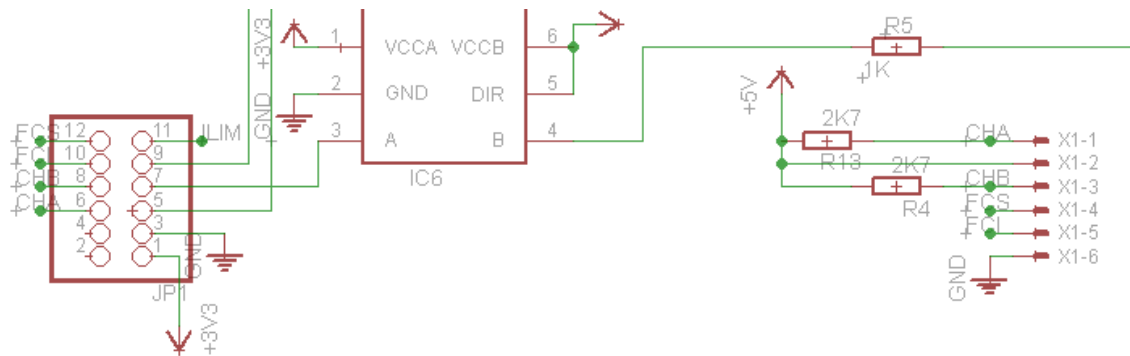 +3V3
GND
1
VCCA
VCCB
6
2
GND
DIR
5
3
A
B
4
IC6
R5
1K
+5V
2K7
R13
2K7
R4
CHA
X1-1
X1-2
CHB
X1-3
FCS
X1-4
FCL
X1-5
GND
X1-6
FCS
12
11
ILIM
FCL
10
9
CHB
8
7
CHA
6
5
4
3
2
1
GND
JP1
+3V3